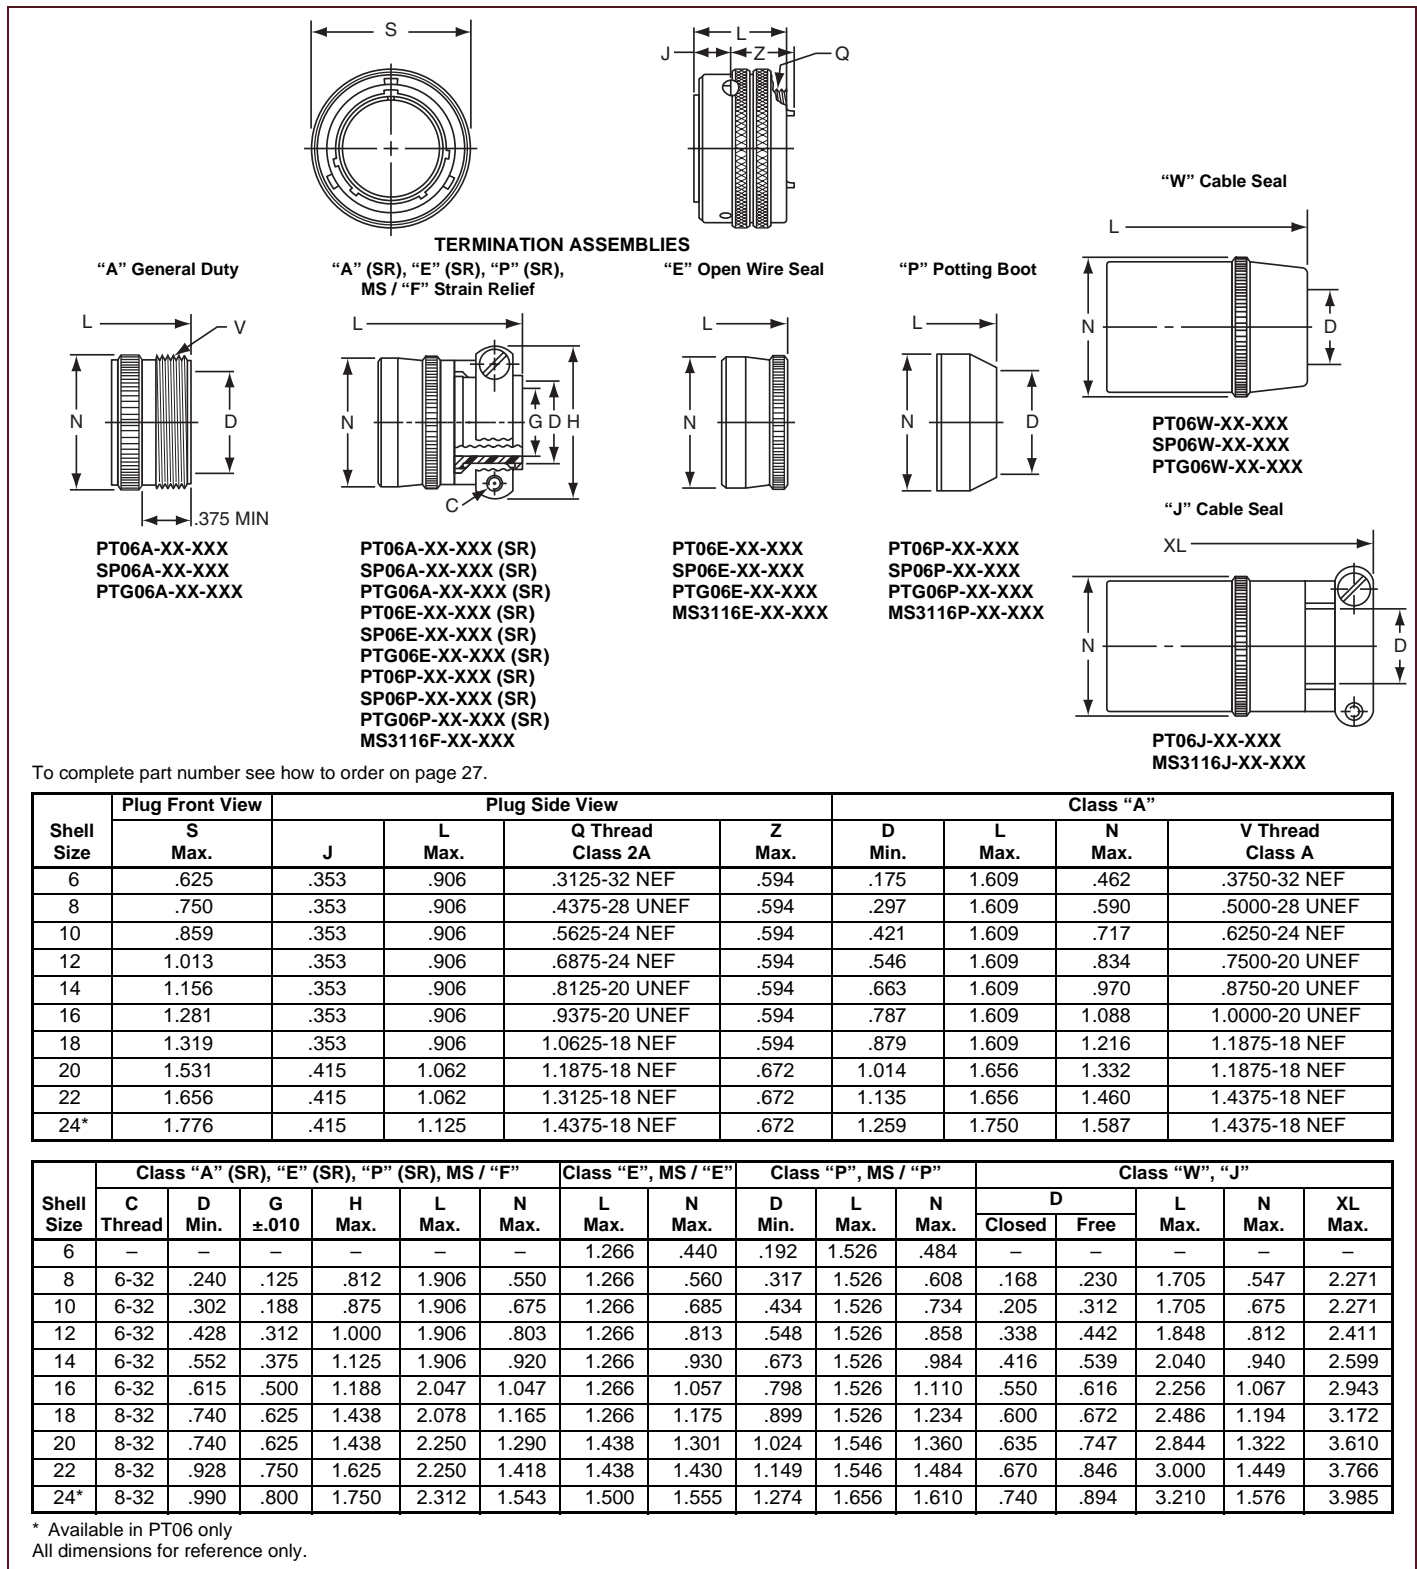 S
L
J
Z
Q
"W" Cable Seal
TERMINATION ASSEMBLIES
"A" General Duty
"A" (SR), "E" (SR), "P" (SR),
MS / "F" Strain Relief
"E" Open Wire Seal
"P" Potting Boot
L
V
N
D
.375 MIN
L
N
G
D
H
C
L
N
L
N
D
L
N
D
PT06A-XX-XXX
SP06A-XX-XXX
PTG06A-XX-XXX
PT06A-XX-XXX (SR)
SP06A-XX-XXX (SR)
PTG06A-XX-XXX (SR)
PT06E-XX-XXX (SR)
SP06E-XX-XXX (SR)
PTG06E-XX-XXX (SR)
PT06P-XX-XXX (SR)
SP06P-XX-XXX (SR)
PTG06P-XX-XXX (SR)
MS3116F-XX-XXX
PT06E-XX-XXX
SP06E-XX-XXX
PTG06E-XX-XXX
MS3116E-XX-XXX
PT06P-XX-XXX
SP06P-XX-XXX
PTG06P-XX-XXX
MS3116P-XX-XXX
PT06W-XX-XXX
SP06W-XX-XXX
PTG06W-XX-XXX
"J" Cable Seal
XL
N
D
PT06J-XX-XXX
MS3116J-XX-XXX
To complete part number see how to order on page 27.
Plug Front View Plug Side View Class "A"
Shell S L Q Thread Z D L N V Thread
Size Max. J Max. Class 2A Max. Min. Max. Max. Class A
6 .625 .353 .906 .3125-32 NEF .594 .175 1.609 .462 .3750-32 NEF
8 .750 .353 .906 .4375-28 UNEF .594 .297 1.609 .590 .5000-28 UNEF
10 .859 .353 .906 .5625-24 NEF .594 .421 1.609 .717 .6250-24 NEF
12 1.013 .353 .906 .6875-24 NEF .594 .546 1.609 .834 .7500-20 UNEF
14 1.156 .353 .906 .8125-20 UNEF .594 .663 1.609 .970 .8750-20 UNEF
16 1.281 .353 .906 .9375-20 UNEF .594 .787 1.609 1.088 1.0000-20 UNEF
18 1.319 .353 .906 1.0625-18 NEF .594 .879 1.609 1.216 1.1875-18 NEF
20 1.531 .415 1.062 1.1875-18 NEF .672 1.014 1.656 1.332 1.1875-18 NEF
22 1.656 .415 1.062 1.3125-18 NEF .672 1.135 1.656 1.460 1.4375-18 NEF
24* 1.776 .415 1.125 1.4375-18 NEF .672 1.259 1.750 1.587 1.4375-18 NEF
Class "A" (SR), "E" (SR), "P" (SR), MS / "F" Class "E", MS / "E" Class "P", MS / "P" Class "W", "J"
Shell C D G H L N L N D L N D L N XL
Size Thread Min. ±.010 Max. Max. Max. Max. Max. Min. Max. Max. Closed Free Max. Max. Max.
6 – – – – – – 1.266 .440 .192 1.526 .484 – – – – –
8 6-32 .240 .125 .812 1.906 .550 1.266 .560 .317 1.526 .608 .168 .230 1.705 .547 2.271
10 6-32 .302 .188 .875 1.906 .675 1.266 .685 .434 1.526 .734 .205 .312 1.705 .675 2.271
12 6-32 .428 .312 1.000 1.906 .803 1.266 .813 .548 1.526 .858 .338 .442 1.848 .812 2.411
14 6-32 .552 .375 1.125 1.906 .920 1.266 .930 .673 1.526 .984 .416 .539 2.040 .940 2.599
16 6-32 .615 .500 1.188 2.047 1.047 1.266 1.057 .798 1.526 1.110 .550 .616 2.256 1.067 2.943
18 8-32 .740 .625 1.438 2.078 1.165 1.266 1.175 .899 1.526 1.234 .600 .672 2.486 1.194 3.172
20 8-32 .740 .625 1.438 2.250 1.290 1.438 1.301 1.024 1.546 1.360 .635 .747 2.844 1.322 3.610
22 8-32 .928 .750 1.625 2.250 1.418 1.438 1.430 1.149 1.546 1.484 .670 .846 3.000 1.449 3.766
24* 8-32 .990 .800 1.750 2.312 1.543 1.500 1.555 1.274 1.656 1.610 .740 .894 3.210 1.576 3.985
* Available in PT06 only
All dimensions for reference only.